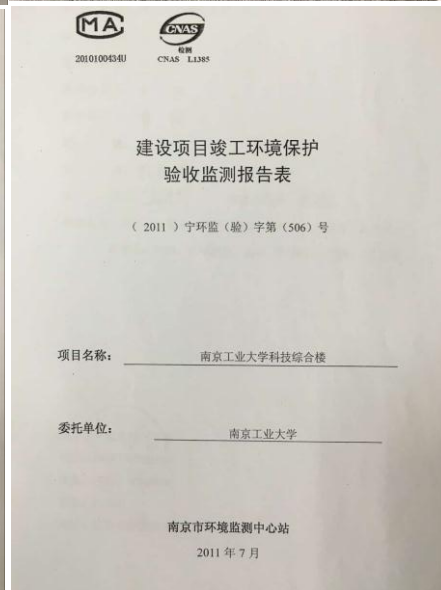 MA
CNAS
检测
2010100434U
CNAS L1385
建设项目竣工环境保护
验收监测报告表
（ 2011 ）宁环监（验）字第（506）号
项目名称： 南京工业大学科技综合楼
委托单位： 南京工业大学
南京市环境监测中心站
2011 年 7 月